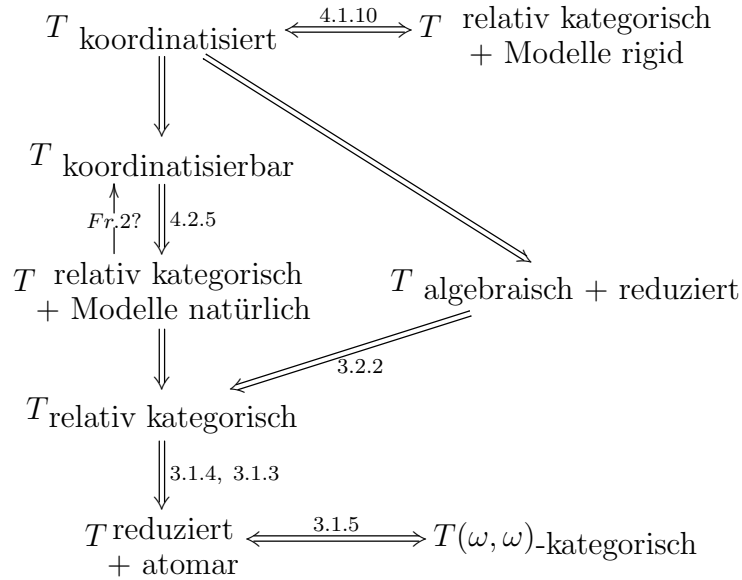 T koordinatisiert 4.1.10 T relativ kategorisch
+ Modelle rigid
T koordinatisierbar
Fr.2? 4.2.5
T relativ kategorisch
+ Modelle natürlich
T algebraisch + reduziert
3.2.2
T relativ kategorisch
3.1.4, 3.1.3
T reduziert
+ atomar
3.1.5
T(ω, ω)-kategorisch